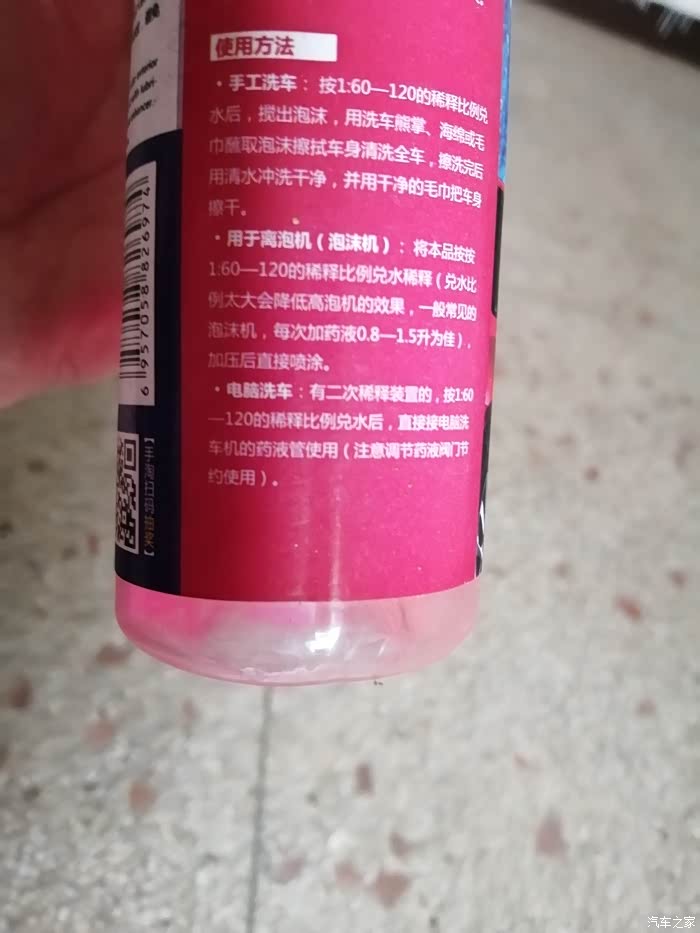 使用方法
·手工洗车：按1:60—120的稀释比例兑
水后，搅出泡沫，用洗车熊掌、海绵或毛
巾蘸取泡沫擦拭车身清洗全车，擦洗完后
用清水冲洗干净，并用干净的毛巾把车身
擦干。
·用于离泡机（泡沫机）：将本品按按
1:60—120的稀释比例兑水稀释（兑水比
例太大会降低高泡机的效果，一般常见的
泡沫机，每次加药液0.8—1.5升为佳），
加压后直接喷涂。
·电脑洗车：有二次稀释装置的，按1:60
—120的稀释比例兑水后，直接接电脑洗
车机的药液管使用（注意调节药液阀门节
约使用）。
6957058826974
汽车之家